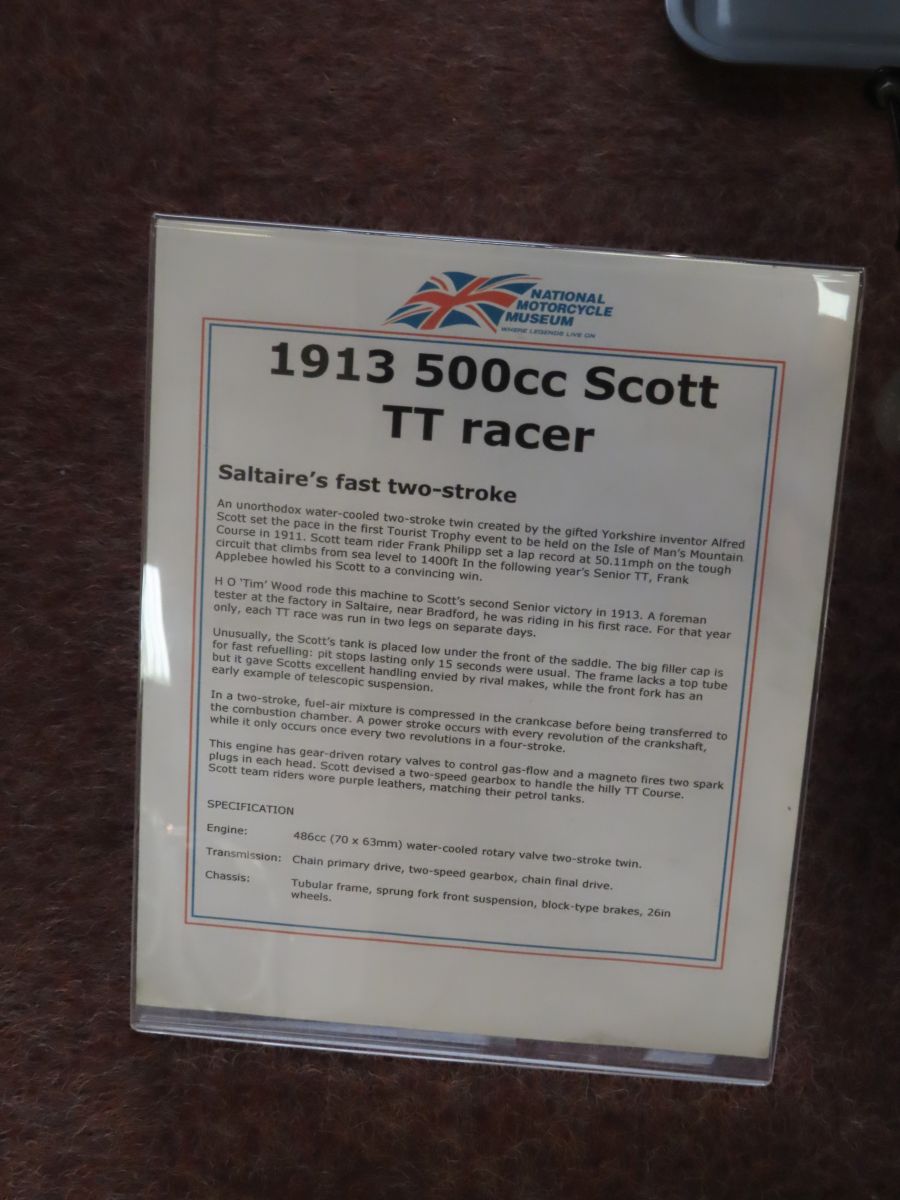 NATIONAL
MOTORCYCLE
MUSEUM
WHERE LEGENDS LIVE ON
1913 500cc Scott
TT racer
Saltaire's fast two-stroke
An unorthodox water-cooled two-stroke twin created by the gifted Yorkshire inventor Alfred
Scott set the pace in the first Tourist Trophy event to be held on the Isle of Man's Mountain
Course in 1911. Scott team rider Frank Philipp set a lap record at 50.11mph on the tough
circuit that climbs from sea level to 1400ft In the following year's Senior TT, Frank
Applebee howled his Scott to a convincing win.
H O 'Tim' Wood rode this machine to Scott's second Senior victory in 1913. A foreman
tester at the factory in Saltaire, near Bradford, he was riding in his first race. For that year
only, each TT race was run in two legs on separate days.
Unusually, the Scott's tank is placed low under the front of the saddle. The big filler cap is
for fast refuelling: pit stops lasting only 15 seconds were usual. The frame lacks a top tube
but it gave Scotts excellent handling envied by rival makes, while the front fork has an
early example of telescopic suspension.
In a two-stroke, fuel-air mixture is compressed in the crankcase before being transferred to
the combustion chamber. A power stroke occurs with every revolution of the crankshaft,
while it only occurs once every two revolutions in a four-stroke.
This engine has gear-driven rotary valves to control gas-flow and a magneto fires two spark
plugs in each head. Scott devised a two-speed gearbox to handle the hilly TT Course.
Scott team riders wore purple leathers, matching their petrol tanks.
SPECIFICATION
Engine: 486cc (70 x 63mm) water-cooled rotary valve two-stroke twin.
Transmission: Chain primary drive, two-speed gearbox, chain final drive.
Chassis: Tubular frame, sprung fork front suspension, block-type brakes, 26in
wheels.